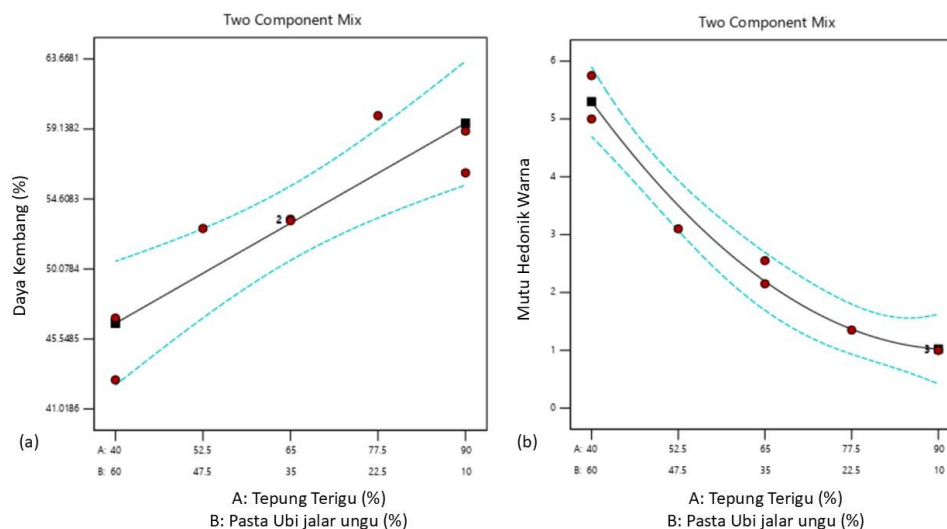 Two Component Mix
63.6681
59.1382
54.6083
50.0784
45.5485
41.0186
Daya Kembang (%)
2
A: 40 52.5 65 77.5 90
B: 60 47.5 35 22.5 10
(a)
A: Tepung Terigu (%)
B: Pasta Ubi jalar ungu (%)
Two Component Mix
6
5
4
3
2
1
0
Mutu Hedonik Warna
3
A: 40 52.5 65 77.5 90
B: 60 47.5 35 22.5 10
(b)
A: Tepung Terigu (%)
B: Pasta Ubi jalar ungu (%)